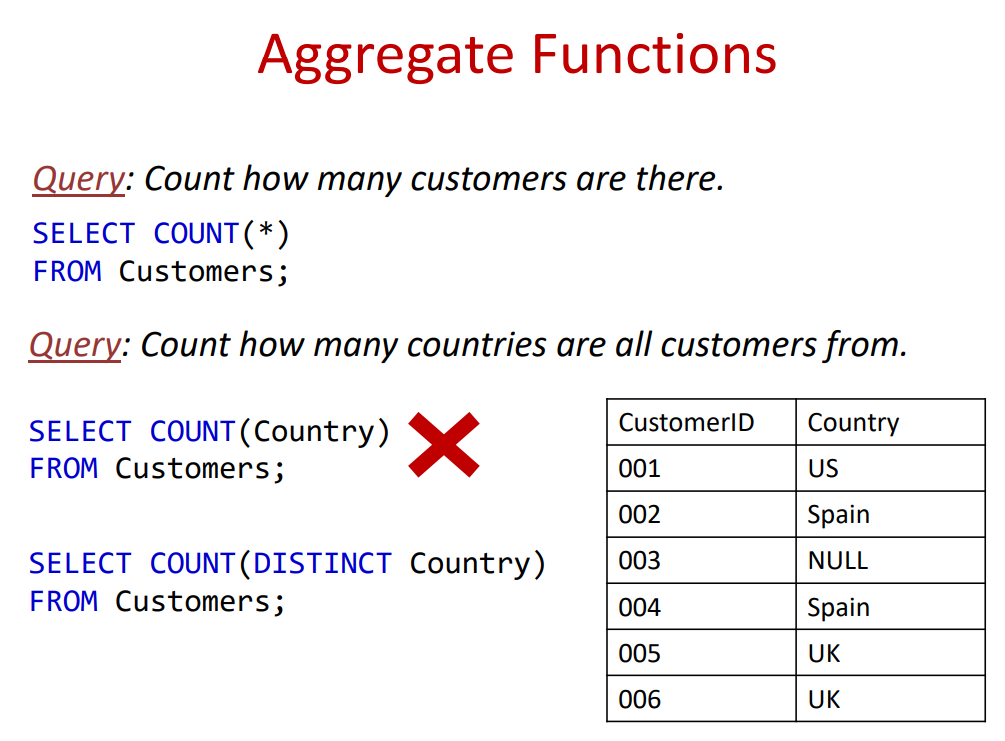 Aggregate Functions
Query: Count how many customers are there.
SELECT COUNT(*)
FROM Customers;
Query: Count how many countries are all customers from.
SELECT COUNT(Country)
FROM Customers;
SELECT COUNT(DISTINCT Country)
FROM Customers;
CustomerID Country
001 US
002 Spain
003 NULL
004 Spain
005 UK
006 UK